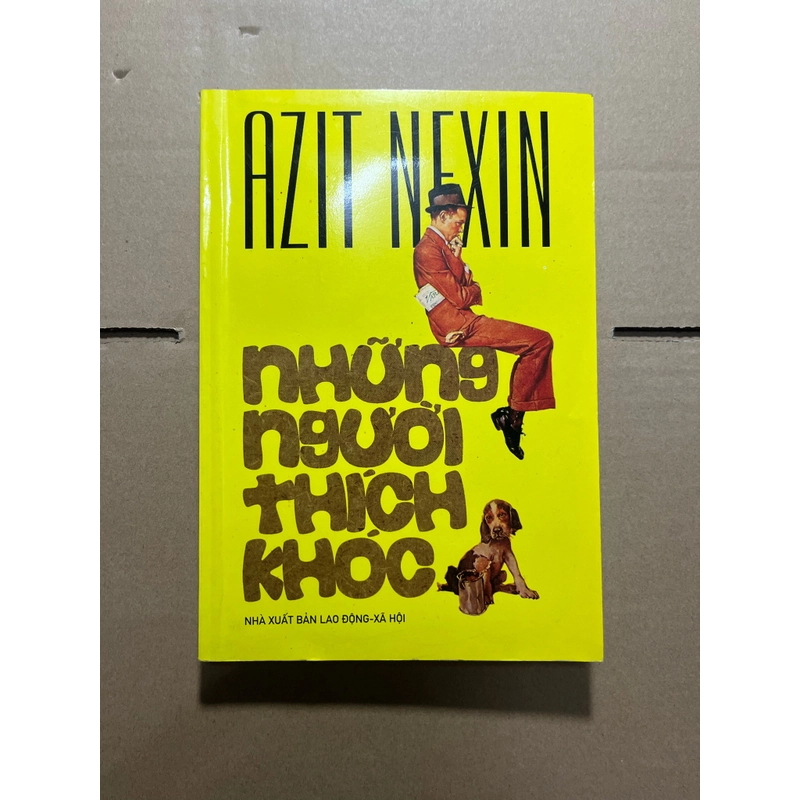 AZIT NEXIN
NHỮNG
NGƯỜI
THÍCH
KHÓC
NHÀ XUẤT BẢN LAO ĐỘNG-XÃ HỘI